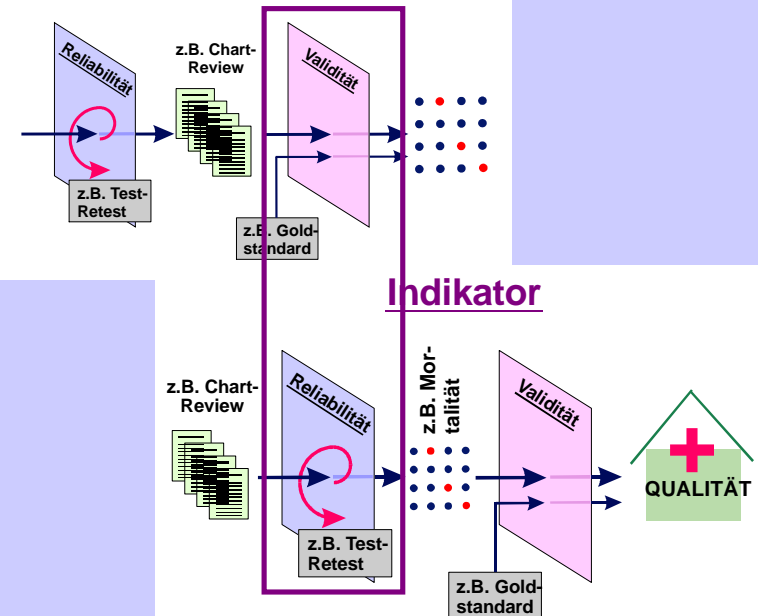 Reliabilität
z.B. Chart-
Review
Validität
z.B. Test-
Retest
z.B. Gold-
standard
Indikator
z.B. Chart-
Review
Reliabilität
z.B. Mor-
talität
Validität
QUALITÄT
z.B. Test-
Retest
z.B. Gold-
standard